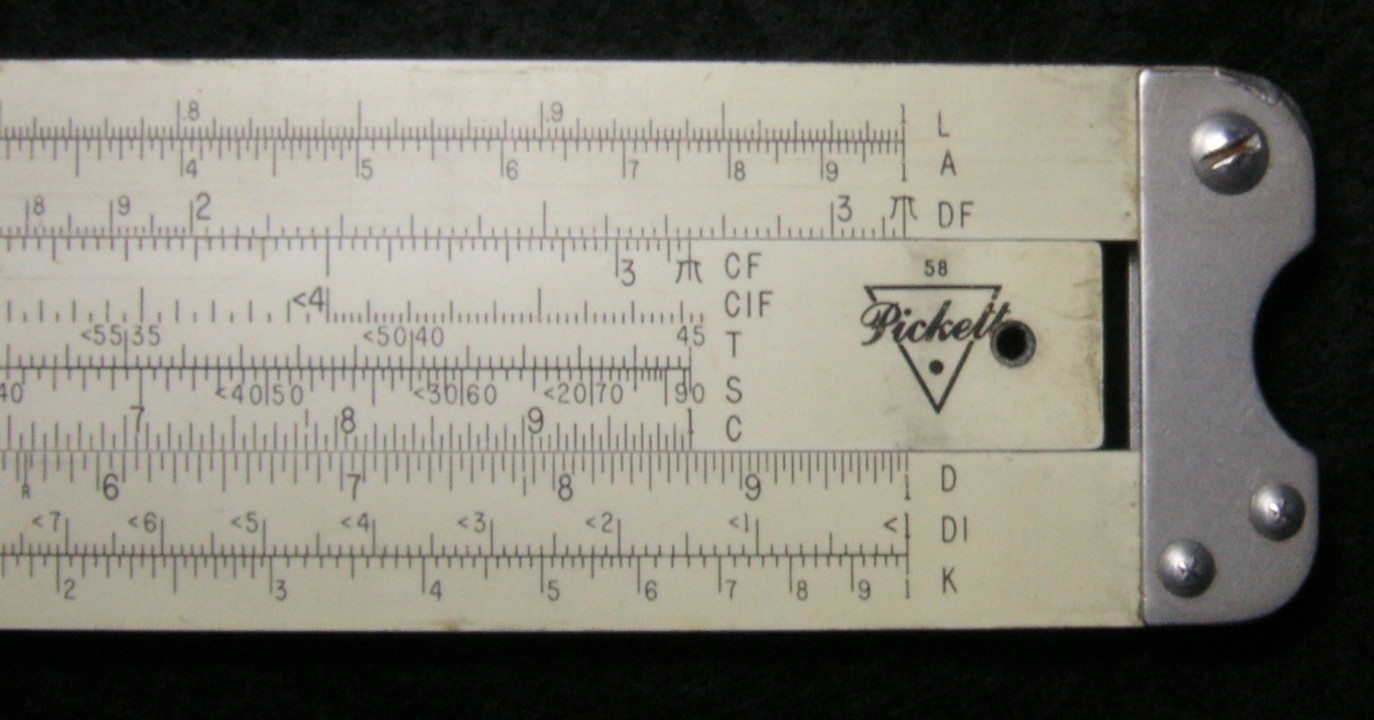 .8 .9 1 L
4 5 6 7 8 9 1 A
8 9 2 3 π DF
3 π CF
<4 CIF
<55 35 <50 40 45 T
40 <40 50 <30 60 <20 70 90 S
7 8 9 1 C
58
Pickett
R 6 7 8 9 1 D
<7 <6 <5 <4 <3 <2 <1 <1 DI
2 3 4 5 6 7 8 9 1 K